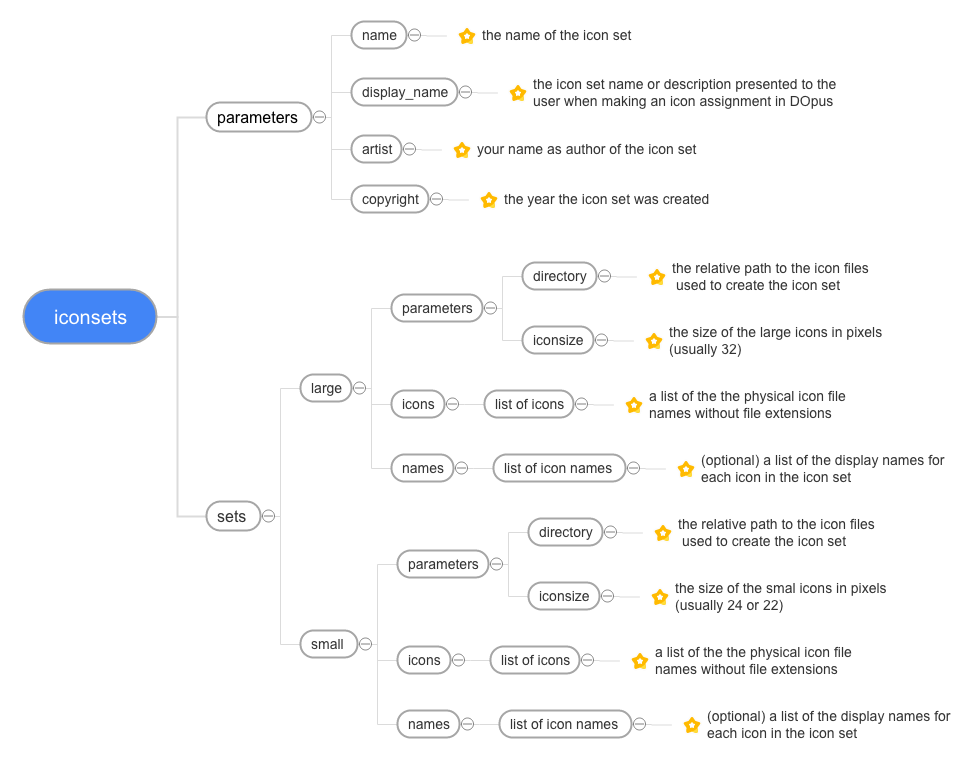 name
the name of the icon set
display_name
the icon set name or description presented to the
user when making an icon assignment in DOpus
parameters
artist
your name as author of the icon set
copyright
the year the icon set was created
iconsets
directory
the relative path to the icon files
used to create the icon set
parameters
iconsize
the size of the large icons in pixels
(usually 32)
large
icons
list of icons
a list of the the physical icon file
names without file extensions
names
list of icon names
(optional) a list of the display names for
each icon in the icon set
sets
directory
the relative path to the icon files
used to create the icon set
parameters
iconsize
the size of the smal icons in pixels
(usually 24 or 22)
small
icons
list of icons
a list of the the physical icon file
names without file extensions
names
list of icon names
(optional) a list of the display names for
each icon in the icon set